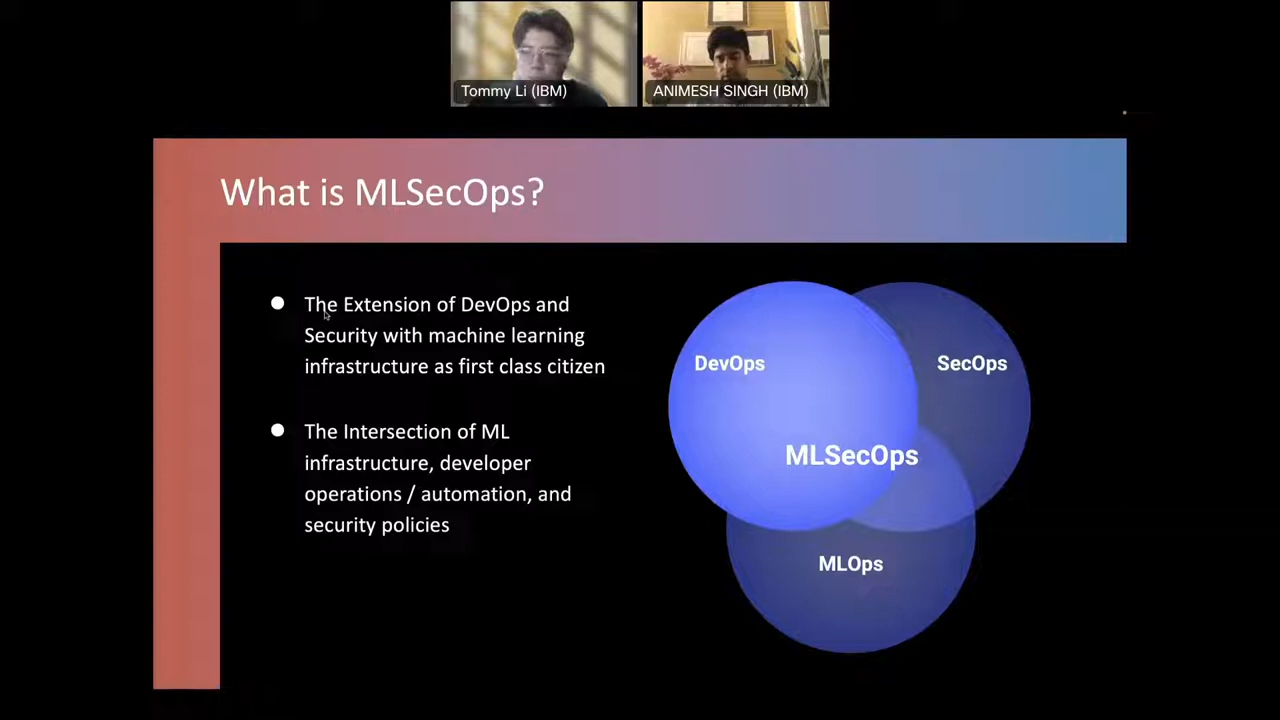 Tommy Li (IBM)
ANIMESH SINGH (IBM)
What is MLSecOps?
The Extension of DevOps and
Security with machine learning
infrastructure as first class citizen
The Intersection of ML
infrastructure, developer
operations / automation, and
security policies
DevOps
SecOps
MLSecOps
MLOps